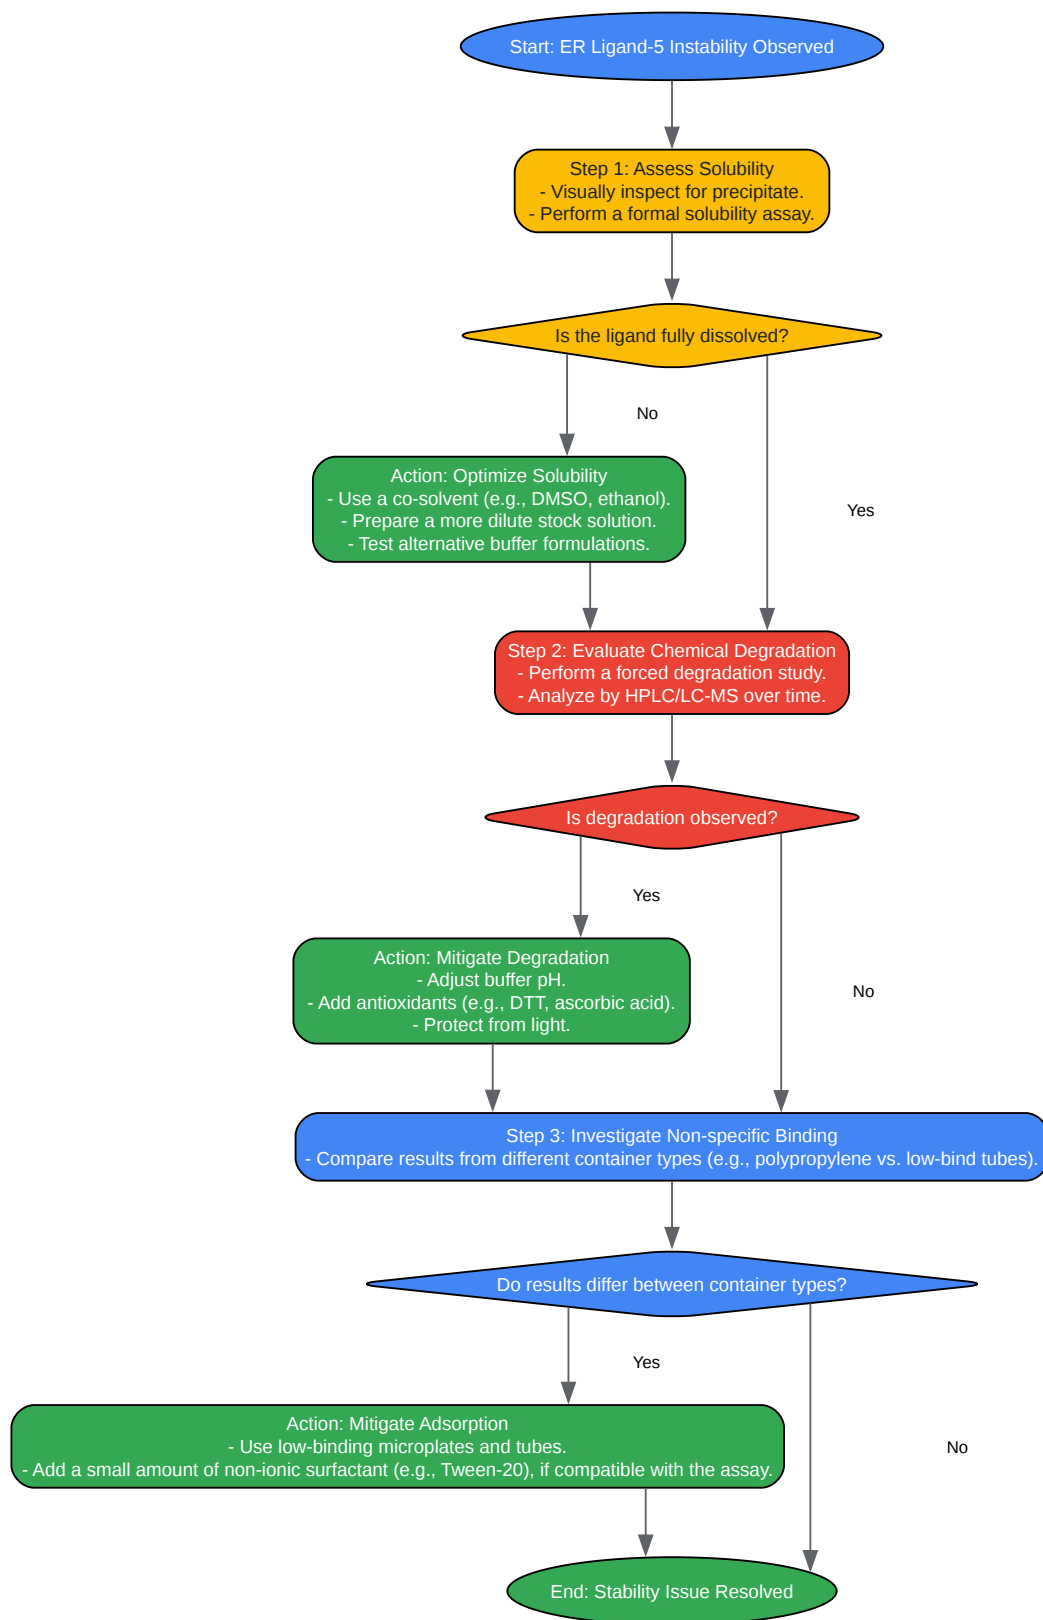 Start: ER Ligand-5 Instability Observed
Step 1: Assess Solubility
- Visually inspect for precipitate.
- Perform a formal solubility assay.
Is the ligand fully dissolved?
No
Action: Optimize Solubility
- Use a co-solvent (e.g., DMSO, ethanol).
- Prepare a more dilute stock solution.
- Test alternative buffer formulations.
Yes
Step 2: Evaluate Chemical Degradation
- Perform a forced degradation study.
- Analyze by HPLC/LC-MS over time.
Is degradation observed?
Yes
Action: Mitigate Degradation
- Adjust buffer pH.
- Add antioxidants (e.g., DTT, ascorbic acid).
- Protect from light.
No
Step 3: Investigate Non-specific Binding
- Compare results from different container types (e.g., polypropylene vs. low-bind tubes).
Do results differ between container types?
Yes
Action: Mitigate Adsorption
- Use low-binding microplates and tubes.
- Add a small amount of non-ionic surfactant (e.g., Tween-20), if compatible with the assay.
No
End: Stability Issue Resolved